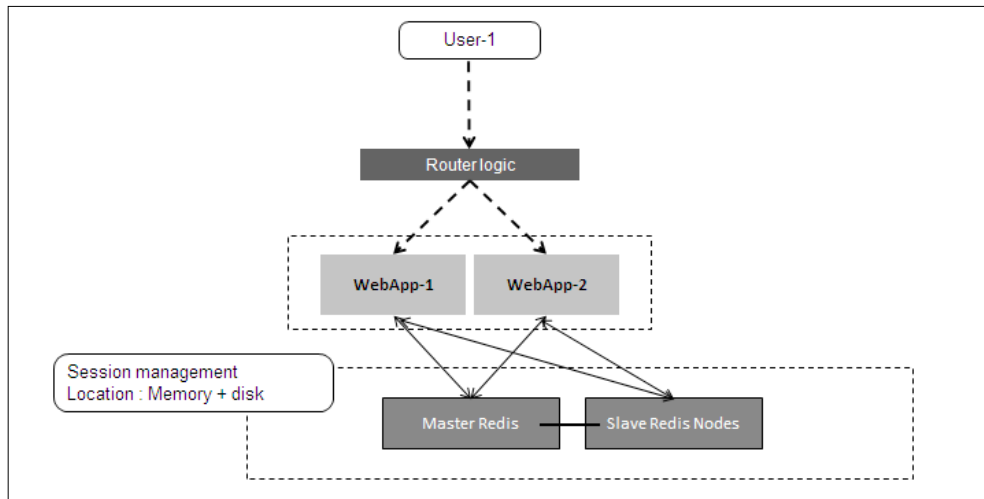 User-1
Router logic
WebApp-1
WebApp-2
Session management
Location : Memory + disk
Master Redis
Slave Redis Nodes